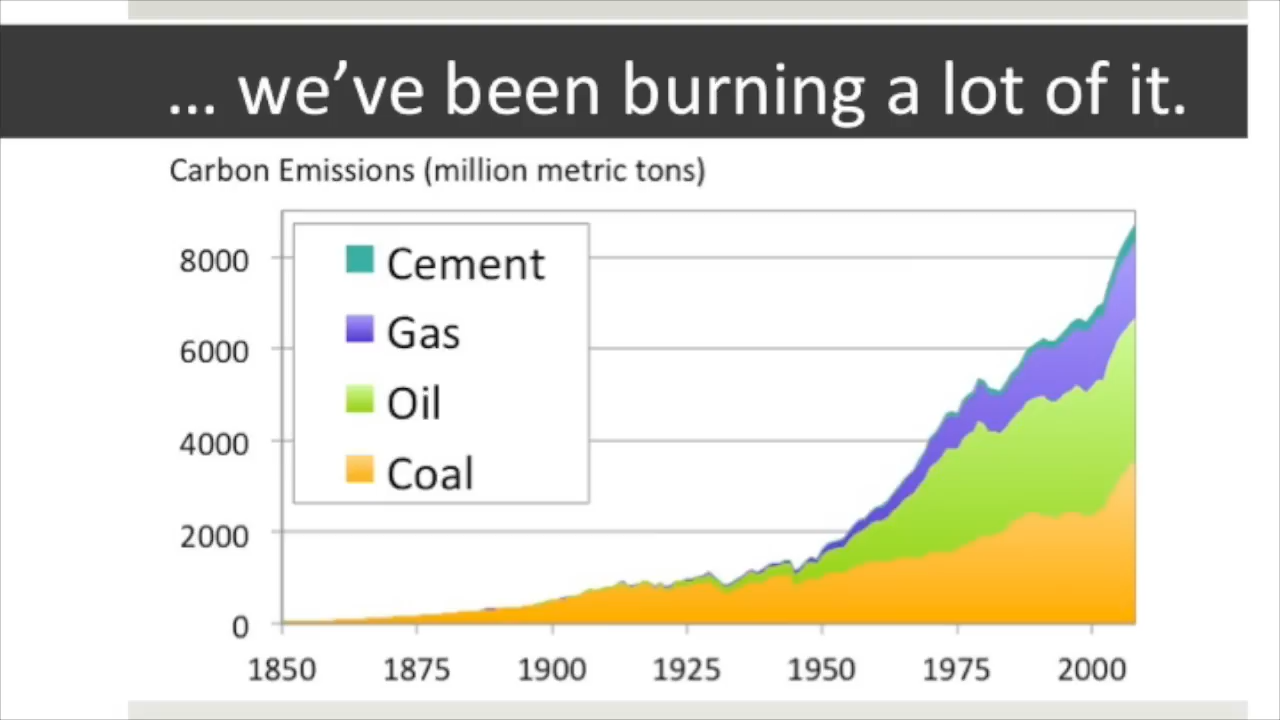 ... we’ve been burning a lot of it.
Carbon Emissions (million metric tons)
Cement
Gas
Oil
Coal
8000
6000
4000
2000
0
1850 1875 1900 1925 1950 1975 2000